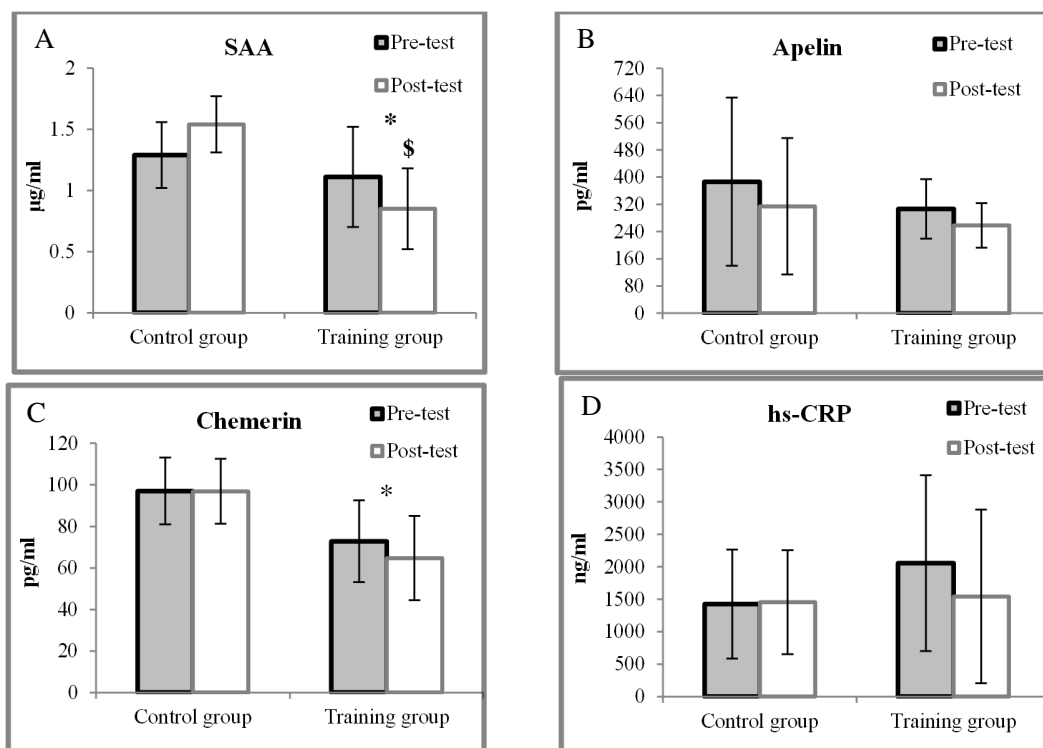 A
SAA
Pre-test
Post-test
2
1.5
1
0.5
0
µg/ml
*
$
Control group
Training group
B
Apelin
Pre-test
Post-test
720
640
560
480
400
320
240
160
80
0
pg/ml
Control group
Training group
C
Chemerin
Pre-test
Post-test
120
100
80
60
40
20
0
pg/ml
*
Control group
Training group
D
hs-CRP
Pre-test
Post-test
4000
3500
3000
2500
2000
1500
1000
500
0
ng/ml
Control group
Training group